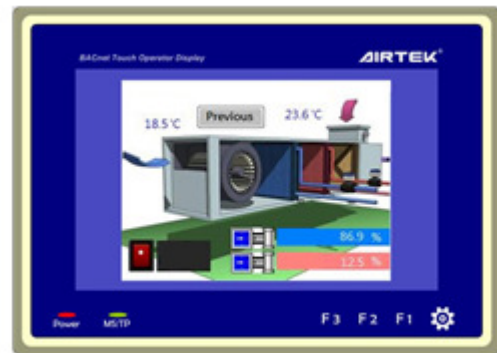 BACnet Touch Operator Display
AIRTEK®
18.5℃
Previous
23.6℃
86.9 %
12.5 %
Power
MS/TP
F3
F2
F1